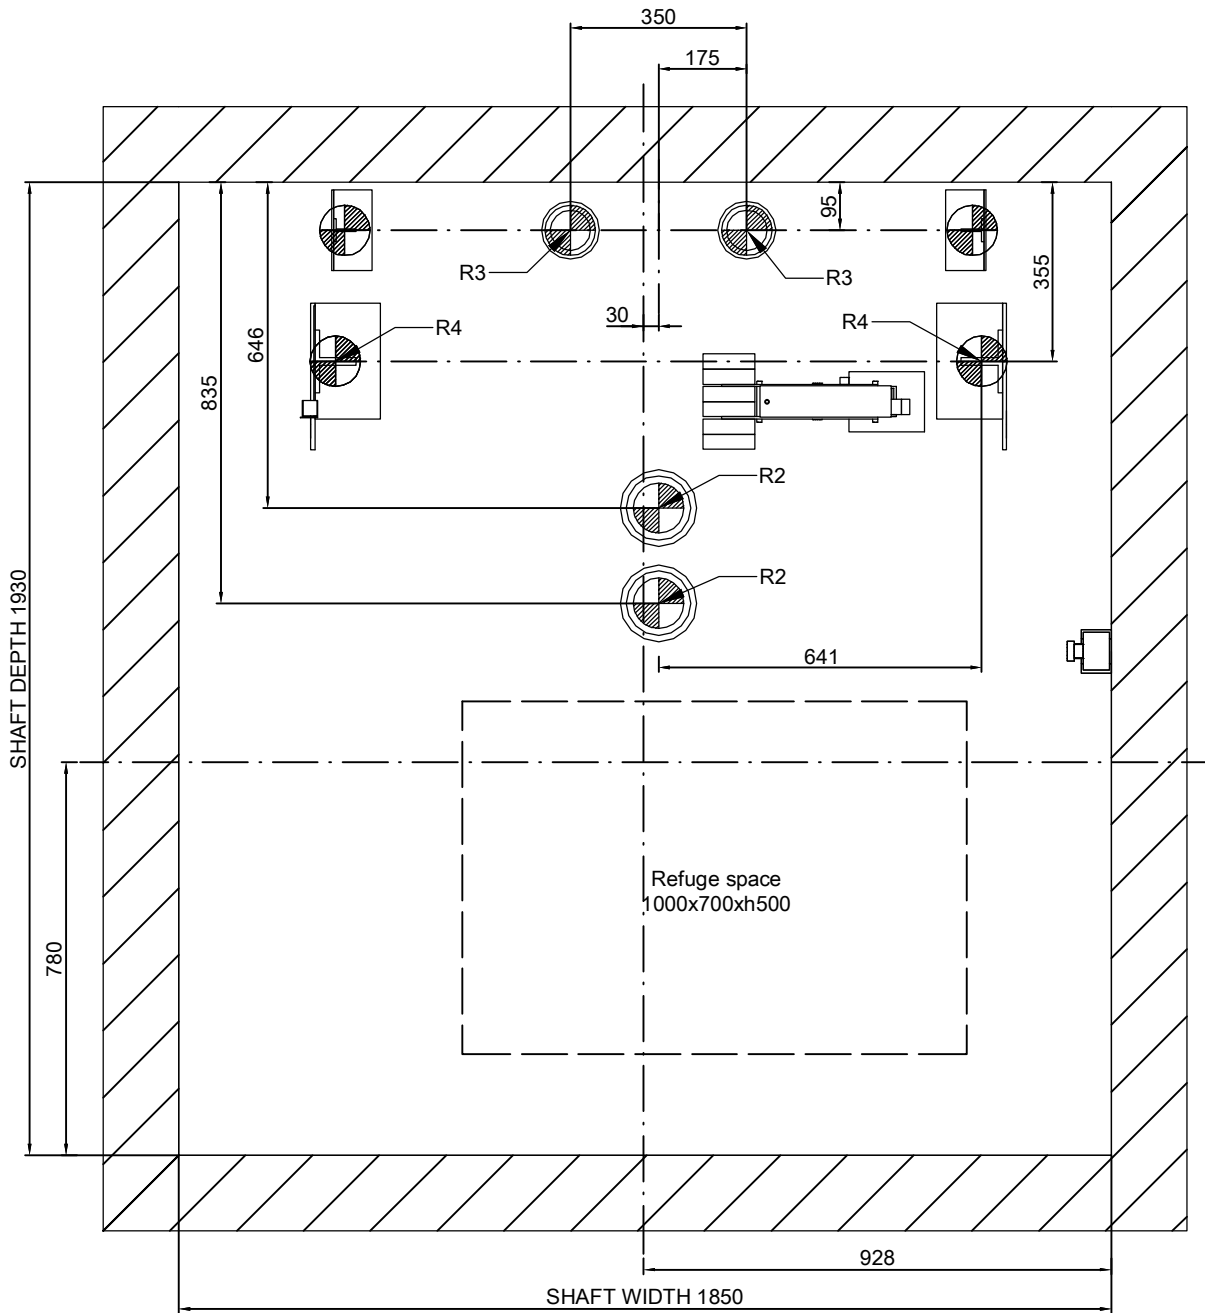 350
175
95
R3
R3
355
30
R4
R4
646
835
R2
R2
641
SHAFT DEPTH 1930
Refuge space
1000x700xh500
780
928
SHAFT WIDTH 1850